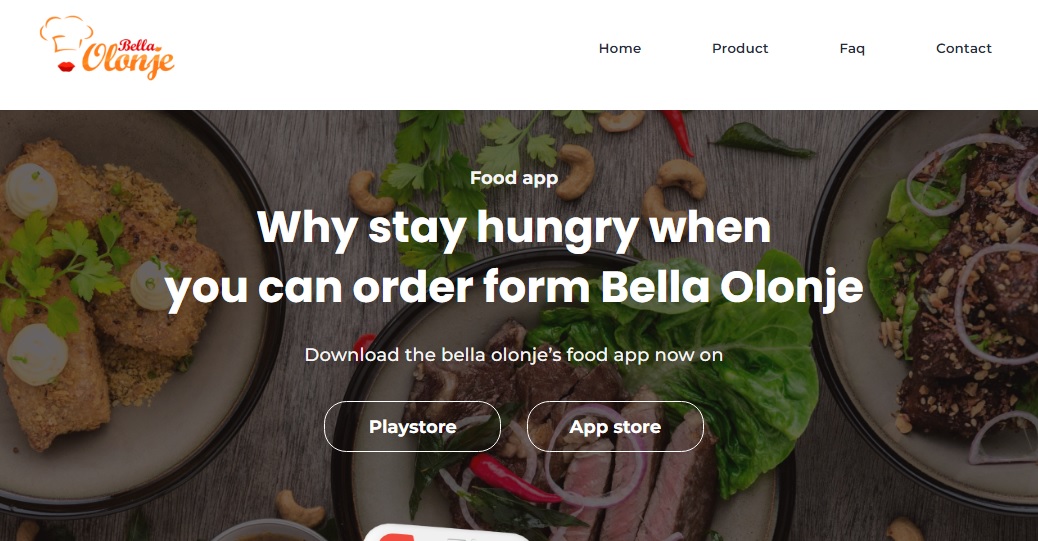 Bella
Olonje
Home Product Faq Contact
Food app
Why stay hungry when
you can order form Bella Olonje
Download the bella olonje’s food app now on
Playstore App store